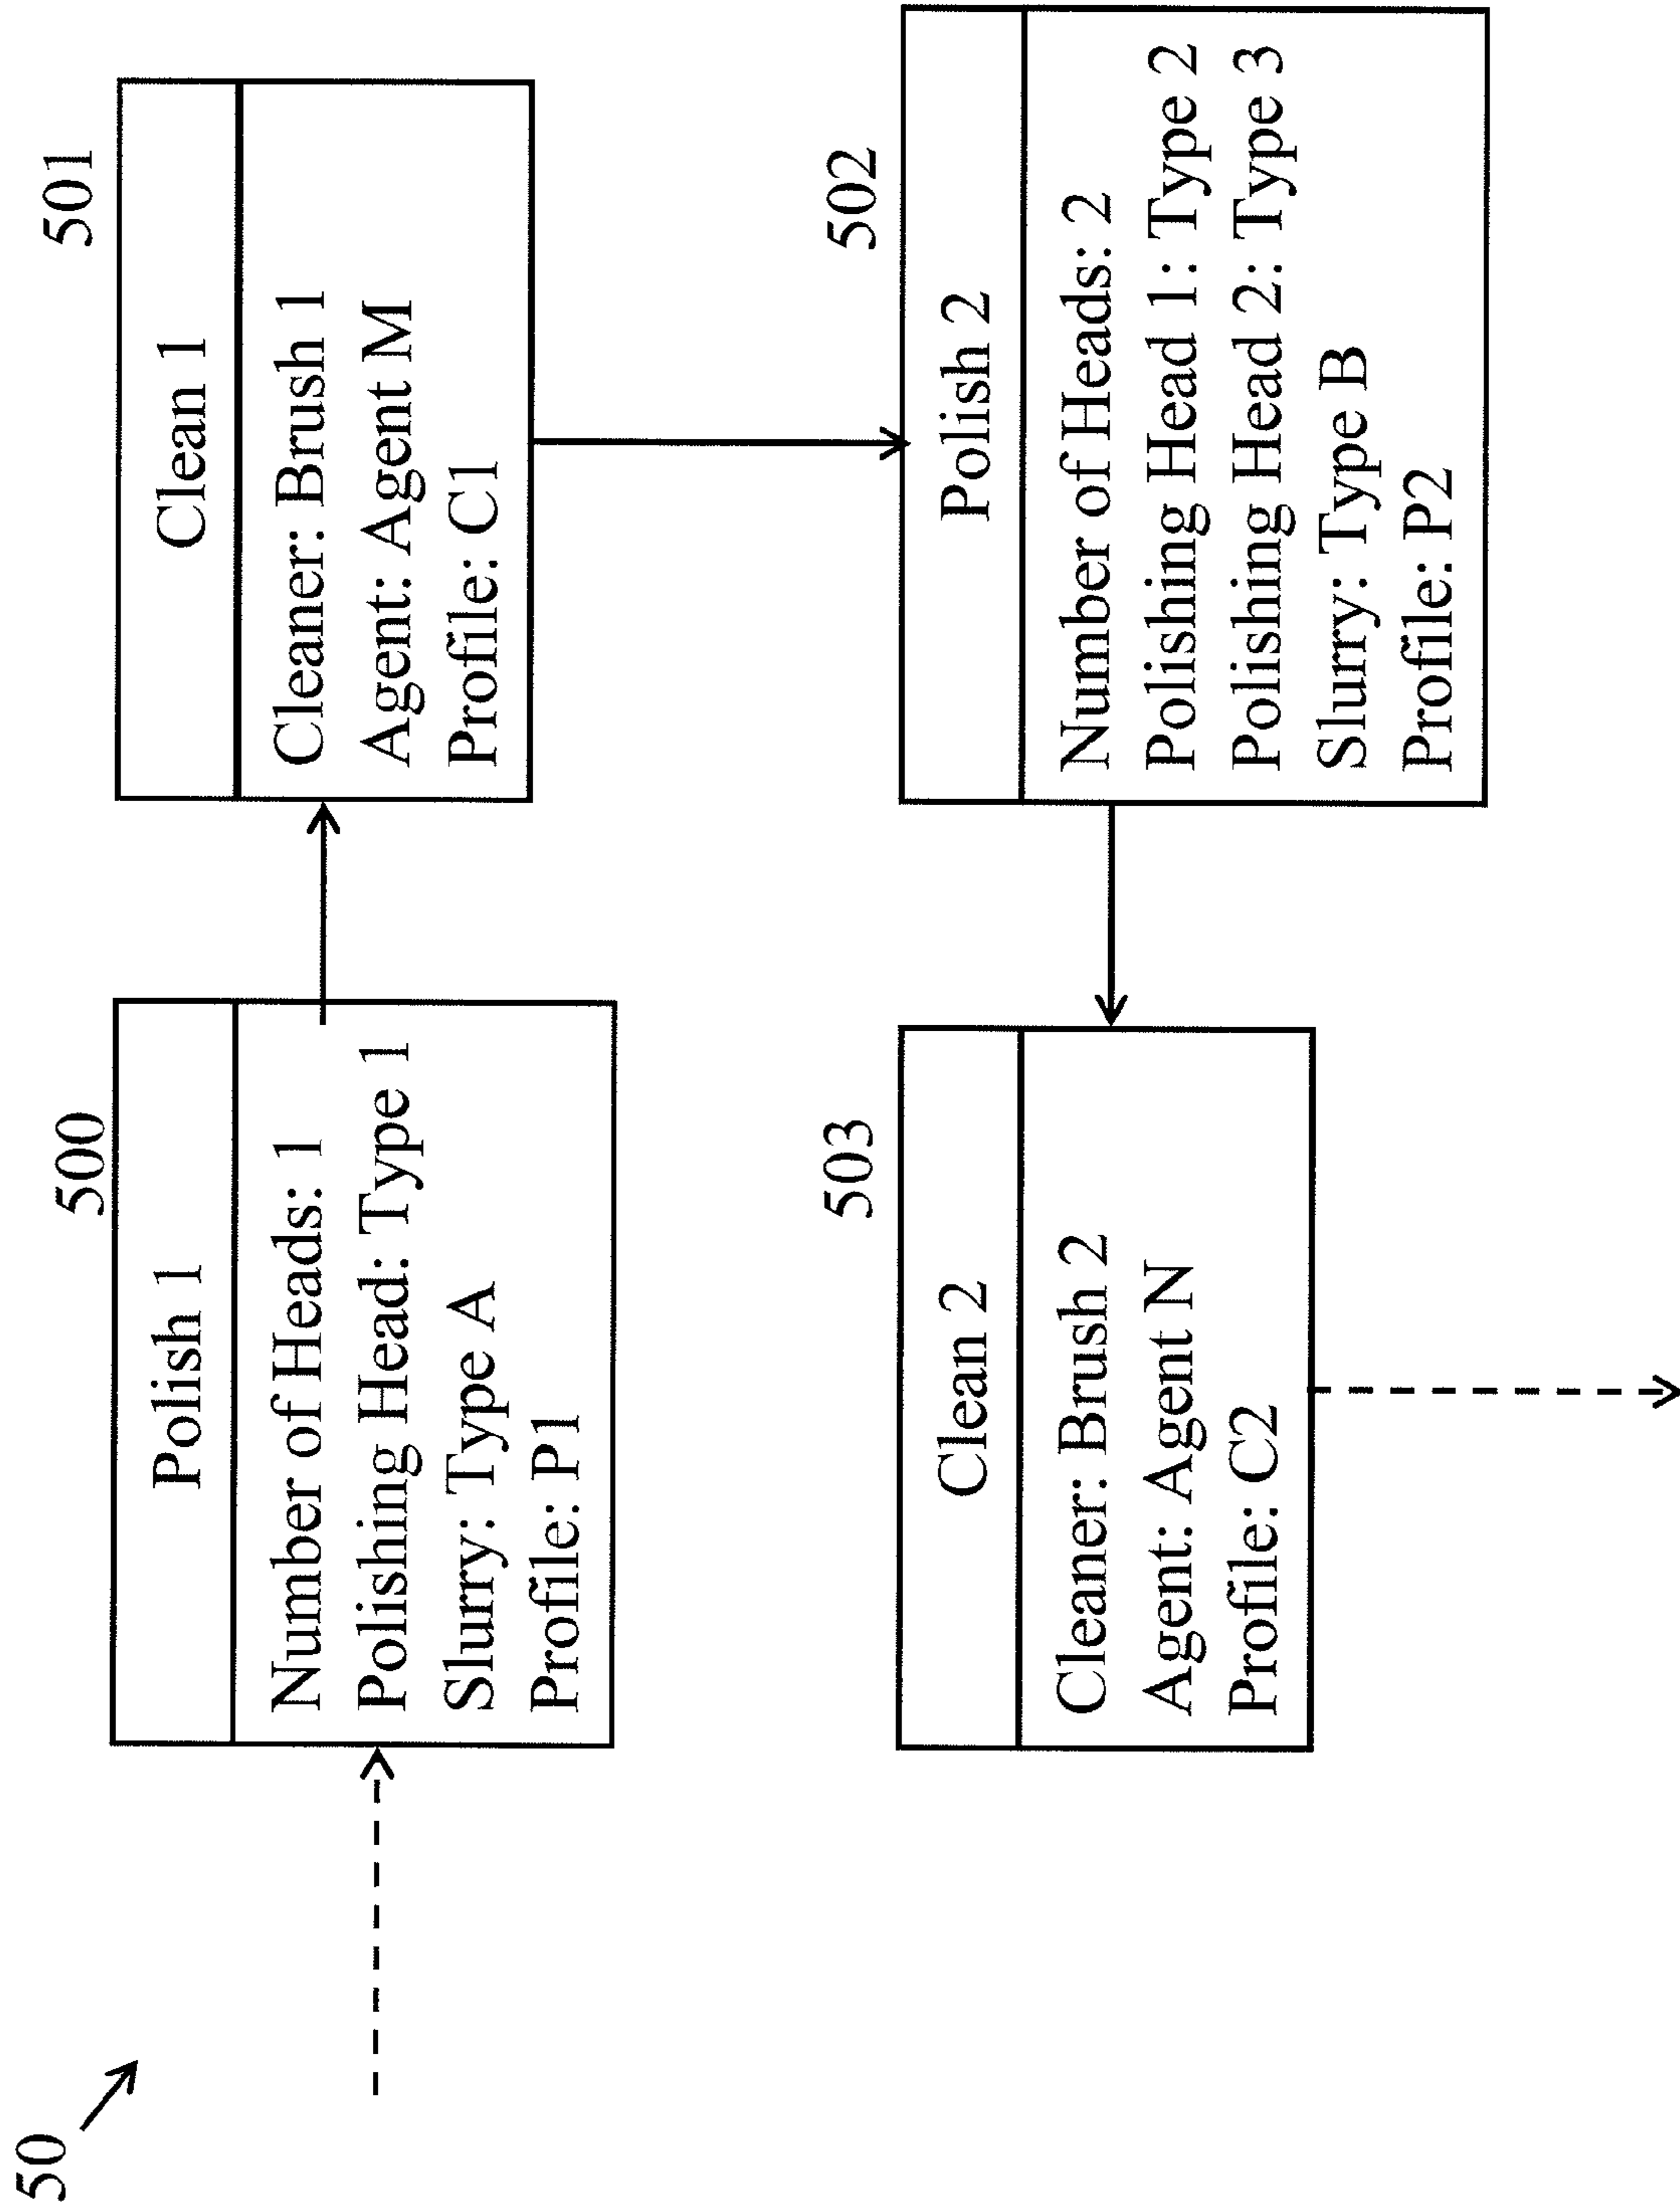 50
500
Polish 1
Number of Heads: 1
Polishing Head: Type 1
Slurry: Type A
Profile: P1
501
Clean 1
Cleaner: Brush 1
Agent: Agent M
Profile: C1
503
Clean 2
Cleaner: Brush 2
Agent: Agent N
Profile: C2
502
Polish 2
Number of Heads: 2
Polishing Head 1: Type 2
Polishing Head 2: Type 3
Slurry: Type B
Profile: P2